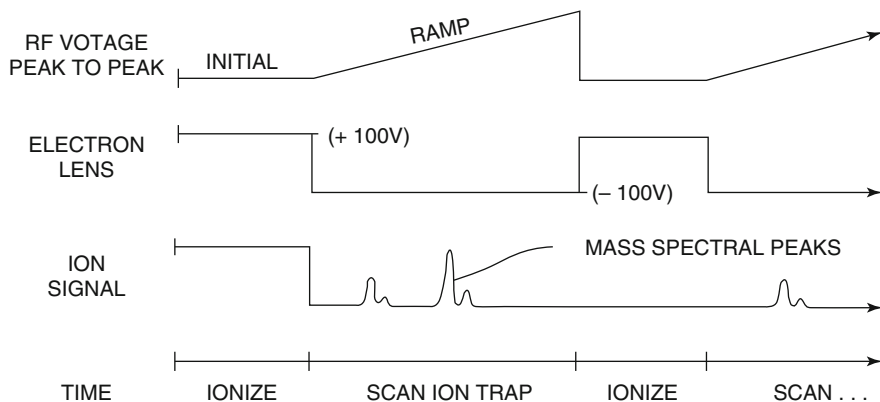 RF VOTAGE
PEAK TO PEAK
INITIAL
RAMP
ELECTRON
LENS
(+ 100V)
(– 100V)
ION
SIGNAL
MASS SPECTRAL PEAKS
TIME
IONIZE
SCAN ION TRAP
IONIZE
SCAN . . .